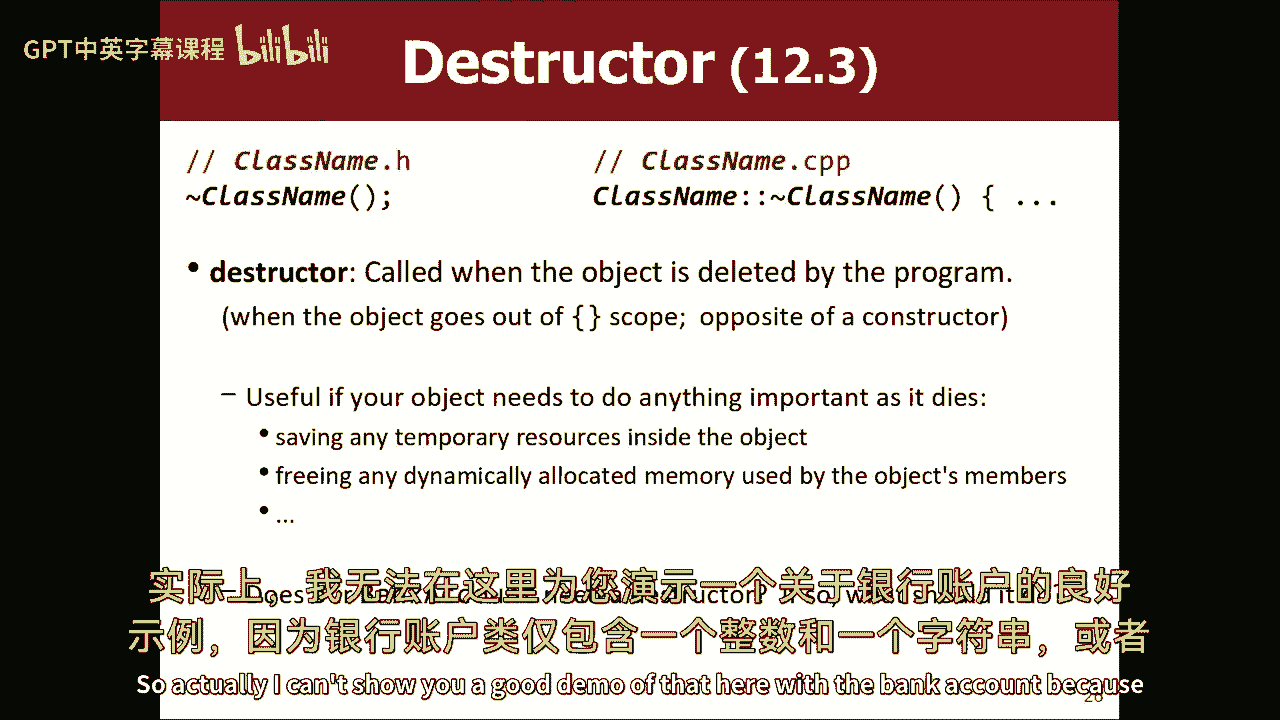 GPT中英字幕课程 bilibili
Destructor (12.3)
// ClassName.h
~ClassName();
// ClassName.cpp
ClassName::~ClassName() { ...
• destructor: Called when the object is deleted by the program.
(when the object goes out of {} scope; opposite of a constructor)
– Useful if your object needs to do anything important as it dies:
• saving any temporary resources inside the object
• freeing any dynamically allocated memory used by the object's members
• ...
实际上，我无法在这里为您演示一个关于银行账户的良好
示例，因为银行账户类仅包含一个整数和一个字符串，或者
So actually I can't show you a good demo of that here with the bank account because